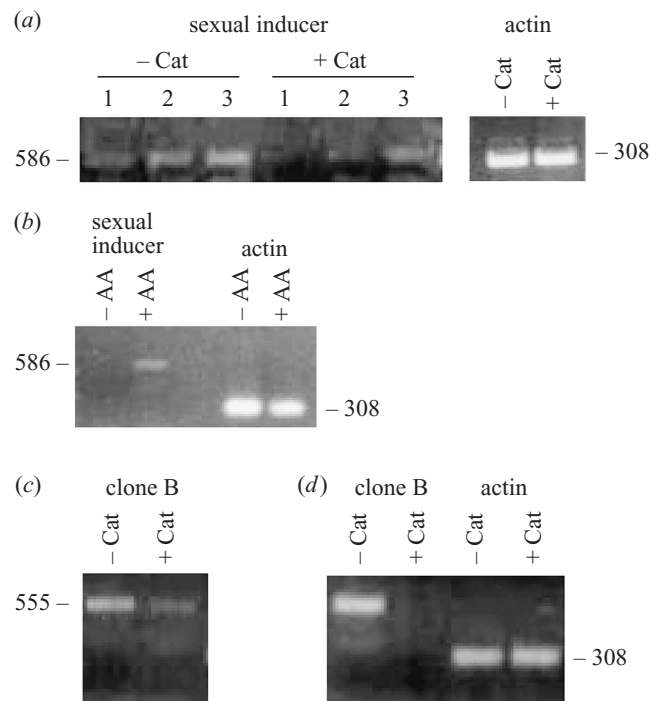 (a)
sexual inducer
actin
– Cat
+ Cat
1 2 3 1 2 3
– Cat
+ Cat
586 –
– 308
(b)
sexual
inducer
actin
– AA
+ AA
– AA
+ AA
586 –
– 308
(c)
clone B
– Cat
+ Cat
555 –
(d)
clone B
actin
– Cat
+ Cat
– Cat
+ Cat
– 308